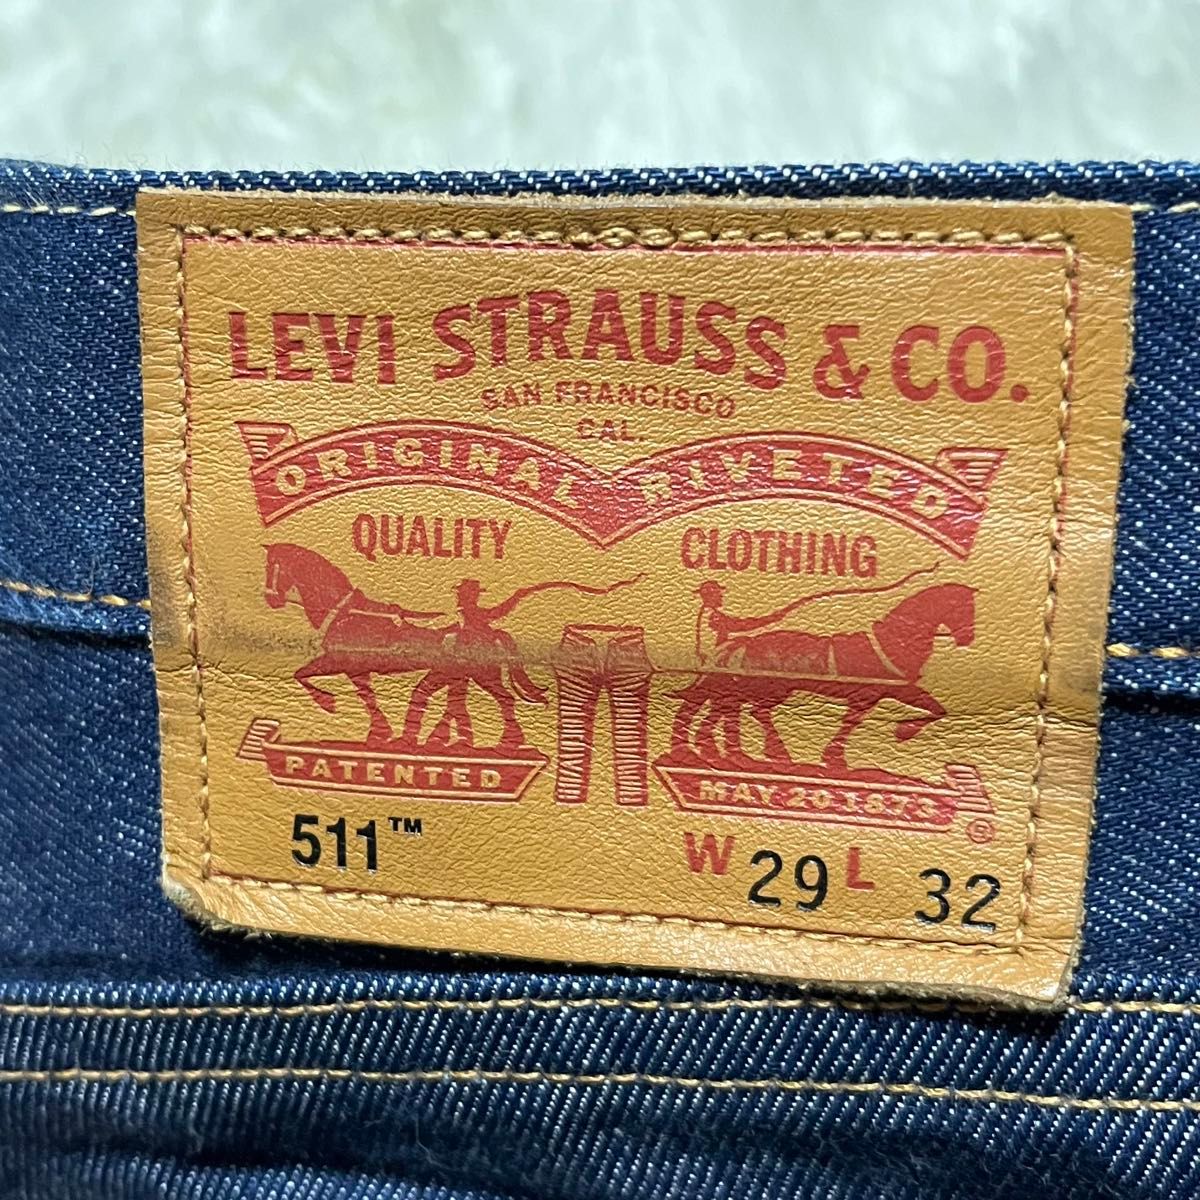 LEVI STRAUSS & CO.
SAN FRANCISCO
CAL.
ORIGINAL RIVETED
QUALITY CLOTHING
PATENTED MAY 20 1873 ®
511™ W 29 L 32